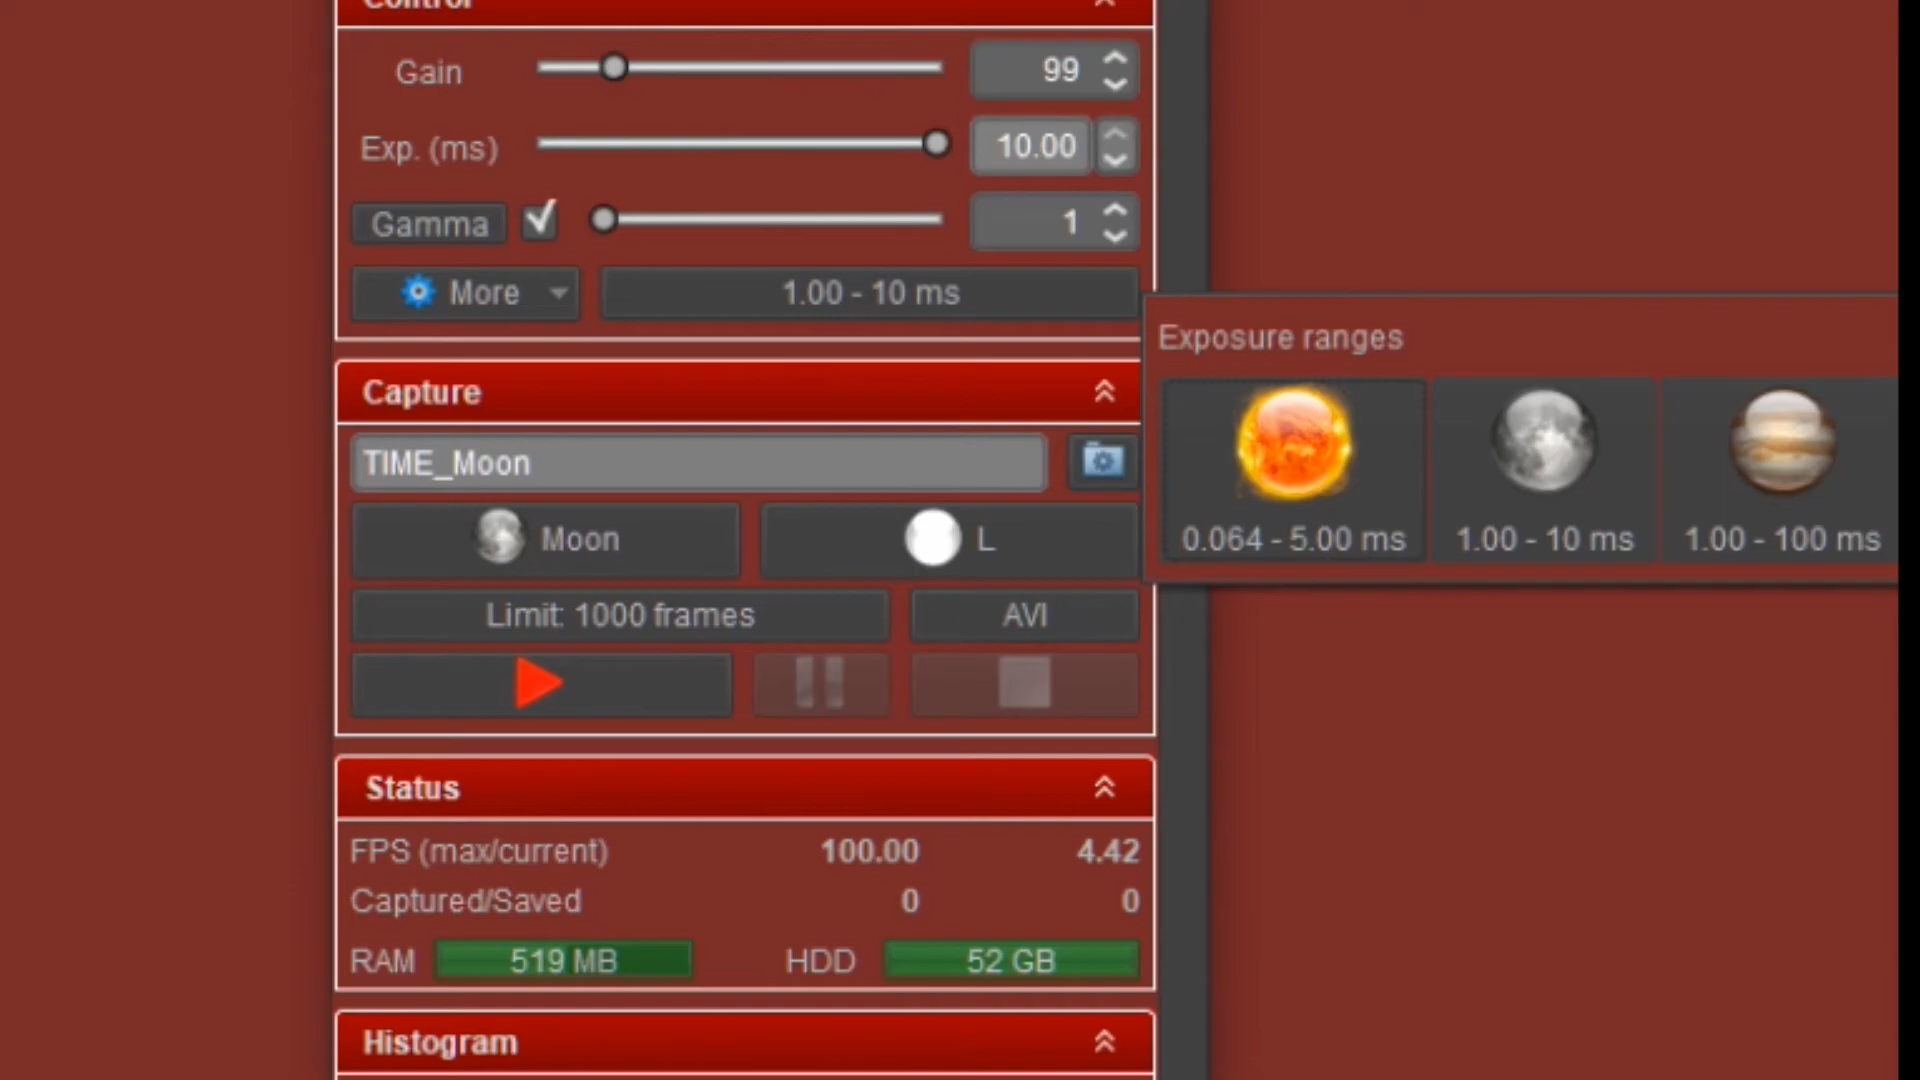 Control
Gain 99
Exp. (ms) 10.00
Gamma 1
More 1.00 - 10 ms
Exposure ranges
0.064 - 5.00 ms 1.00 - 10 ms 1.00 - 100 ms
Capture
TIME_Moon
Moon L
Limit: 1000 frames AVI
Status
FPS (max/current) 100.00 4.42
Captured/Saved 0 0
RAM 519 MB HDD 52 GB
Histogram